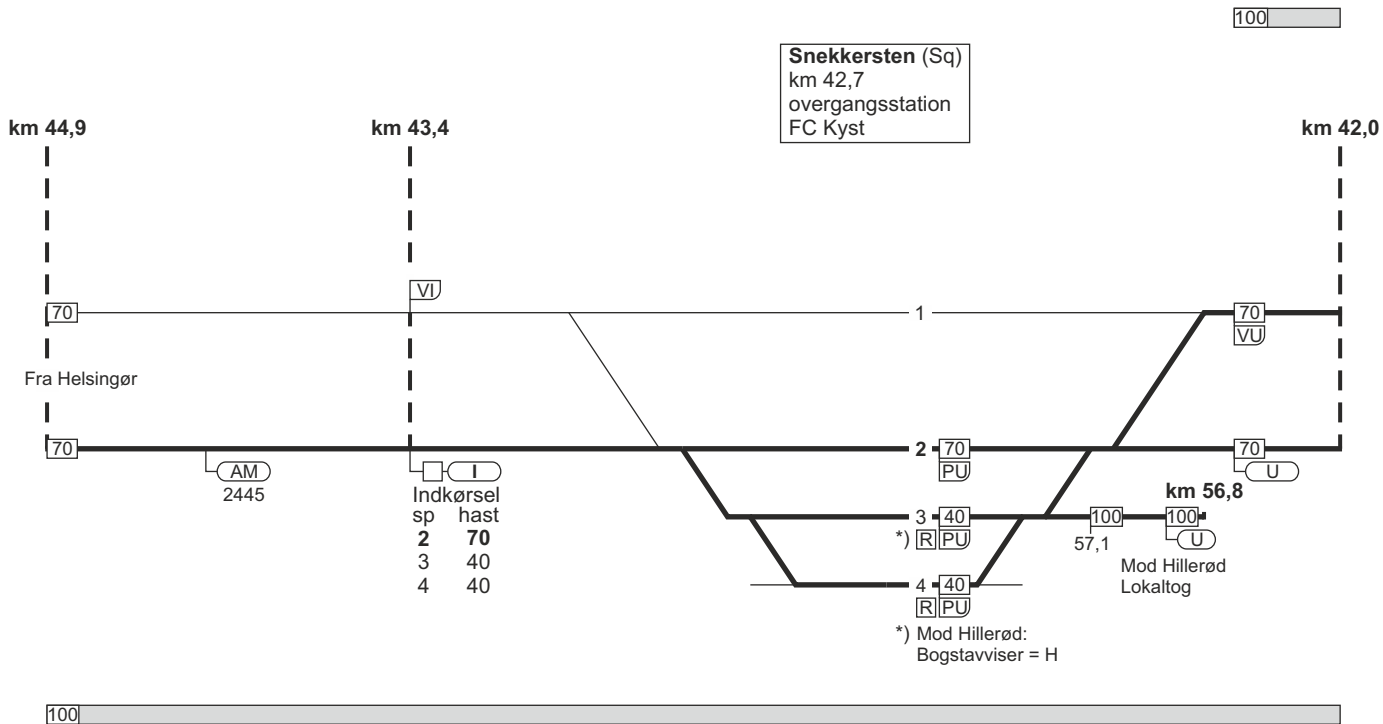 100
Snekkersten (Sq)
km 42,7
overgangsstation
FC Kyst
km 44,9
km 43,4
km 42,0
VI
70
1
70
VU
Fra Helsingør
70
2
70
70
AM
I
PU
U
2445
Indkørsel
sp hast
2 70
3 40
4 40
km 56,8
3
40
100
100
*) R PU
57,1
U
Mod Hillerød
Lokaltog
4
40
R PU
*) Mod Hillerød:
Bogstavviser = H
100